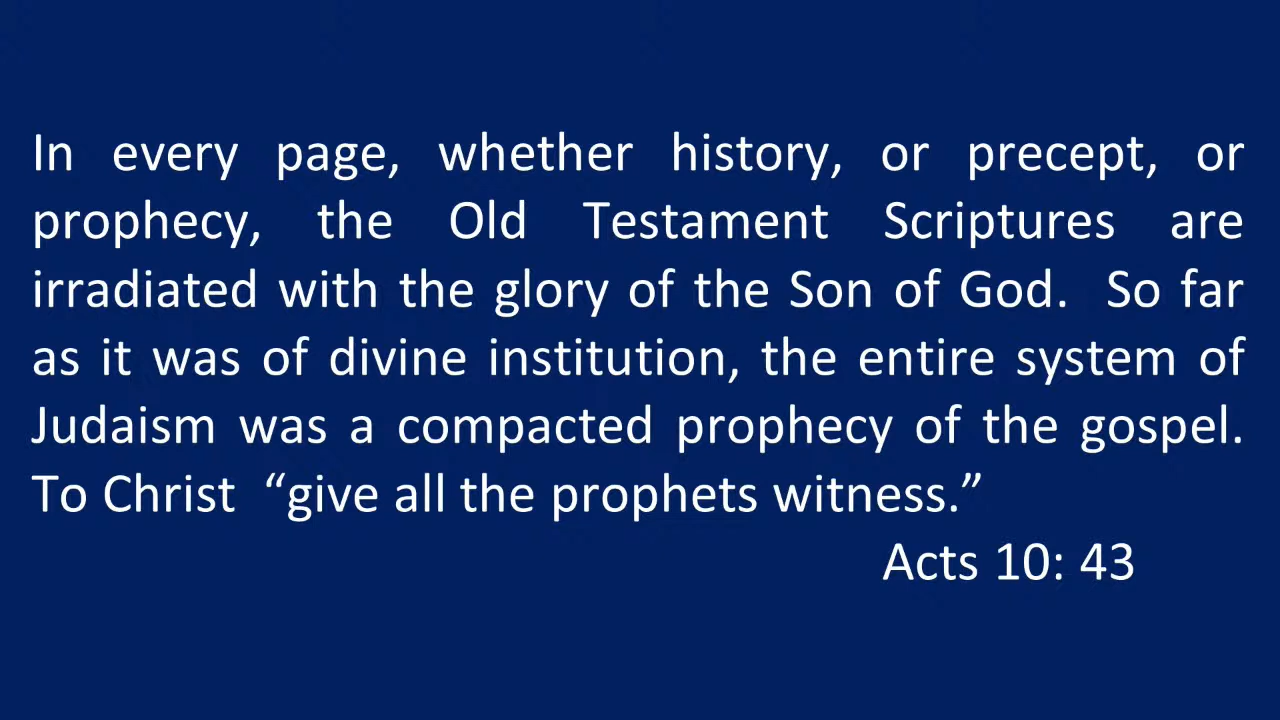 In every page, whether history, or precept, or
prophecy, the Old Testament Scriptures are
irradiated with the glory of the Son of God.  So far
as it was of divine institution, the entire system of
Judaism was a compacted prophecy of the gospel.
To Christ  “give all the prophets witness.”
Acts 10: 43